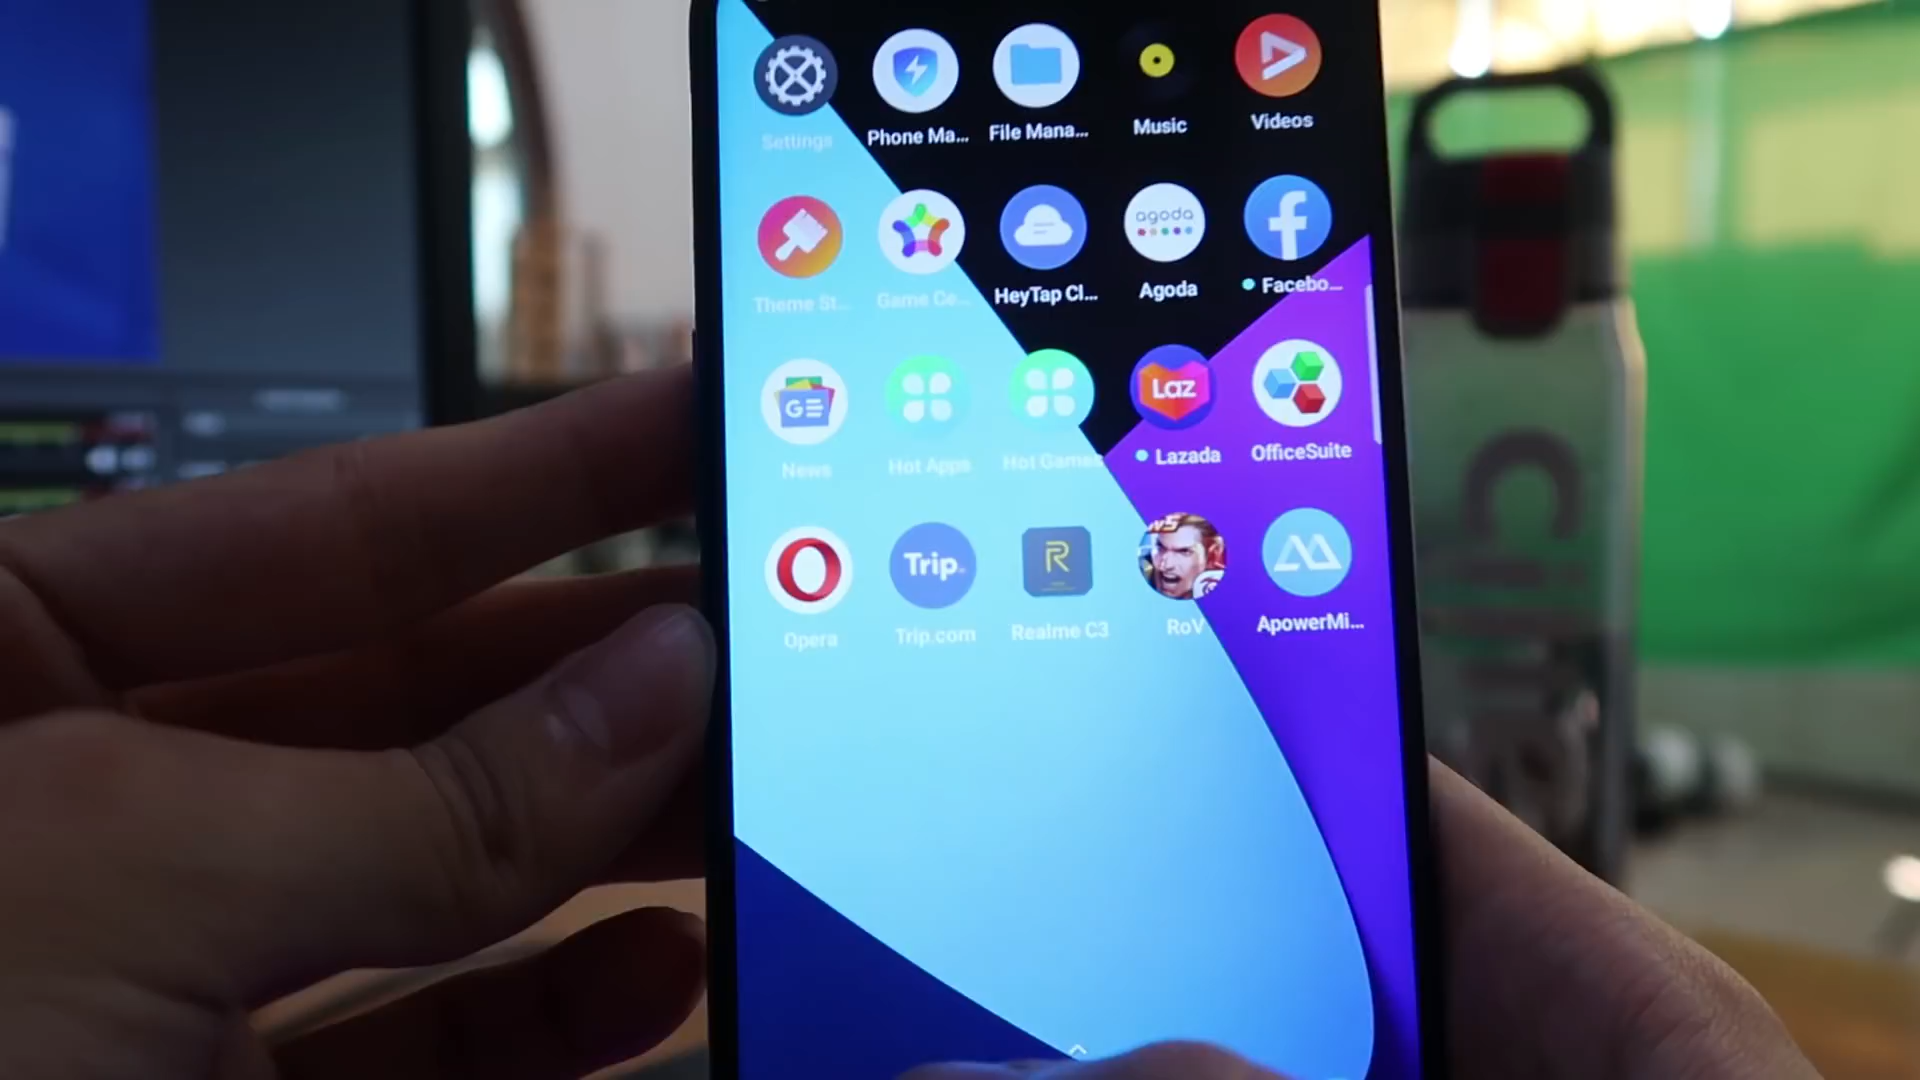 Settings
Phone Ma...
File Mana...
Music
Videos
agoda
Theme St...
Game Ce...
HeyTap Cl...
Agoda
Facebo...
GE
Laz
News
Hot Apps
Hot Games
Lazada
OfficeSuite
Trip.
R
Opera
Trip.com
Realme C3
RoV
ApowerMi...